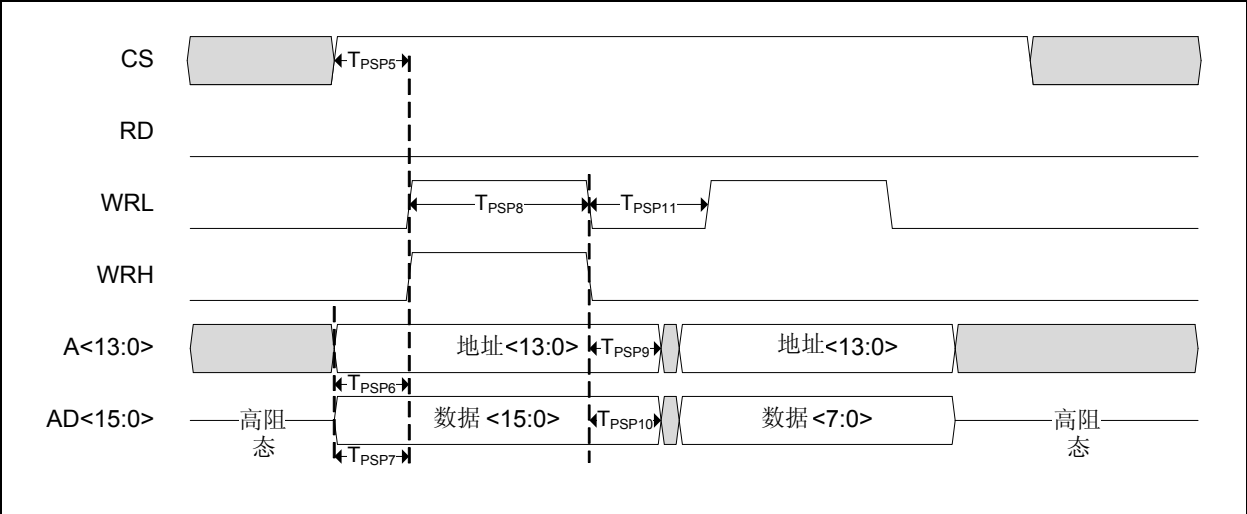 CS
TPSP5
RD
WRL
TPSP8
TPSP11
WRH
A<13:0>
地址<13:0>
TPSP9
地址<13:0>
TPSP6
AD<15:0>
高阻
态
数据 <15:0>
TPSP10
数据 <7:0>
高阻
态
TPSP7